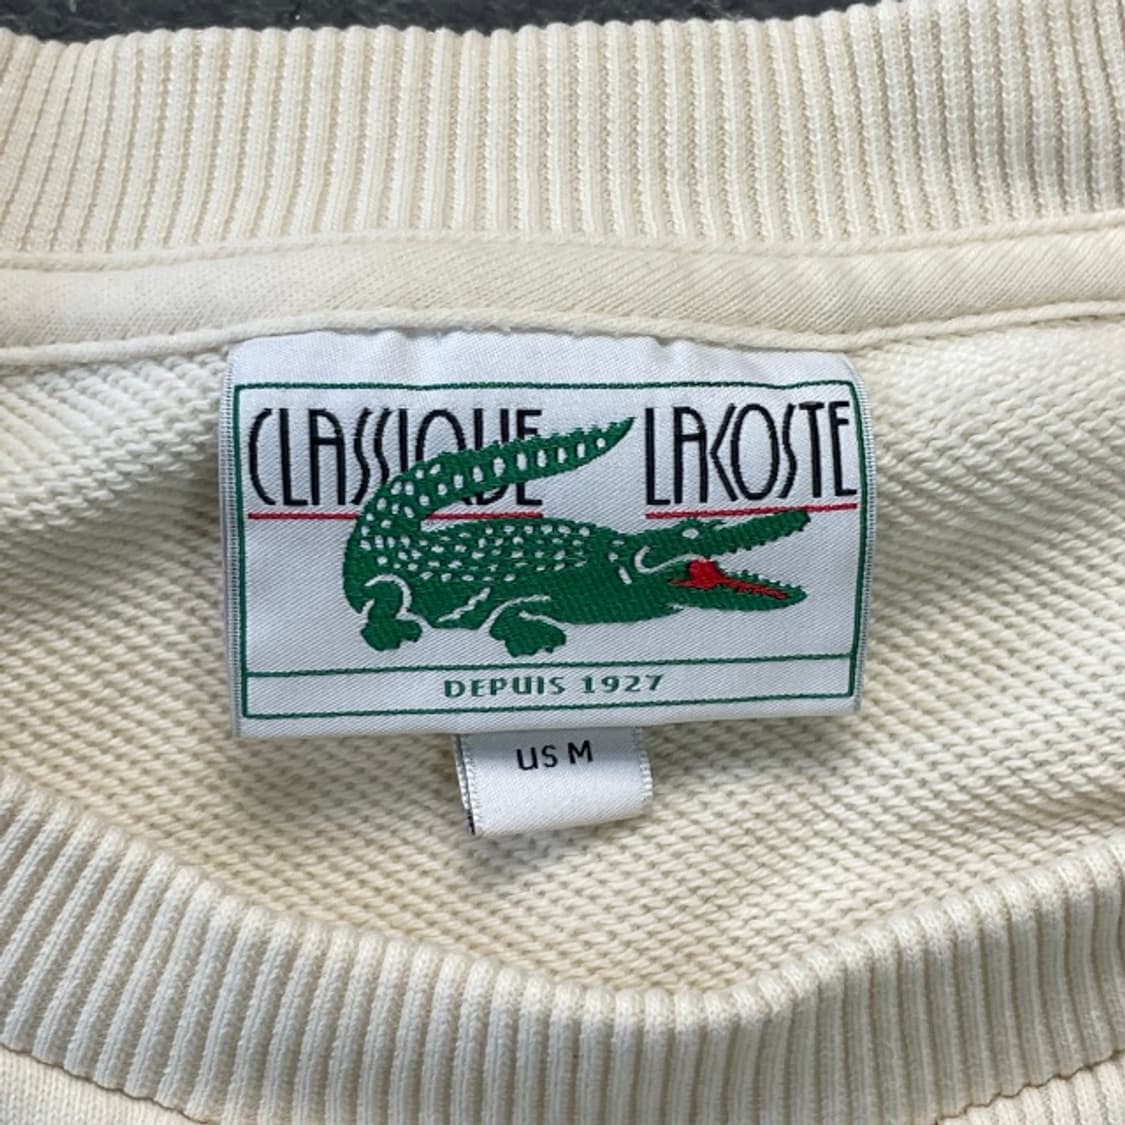 CLASSIQUE LACOSTE
DEPUIS 1927
US M